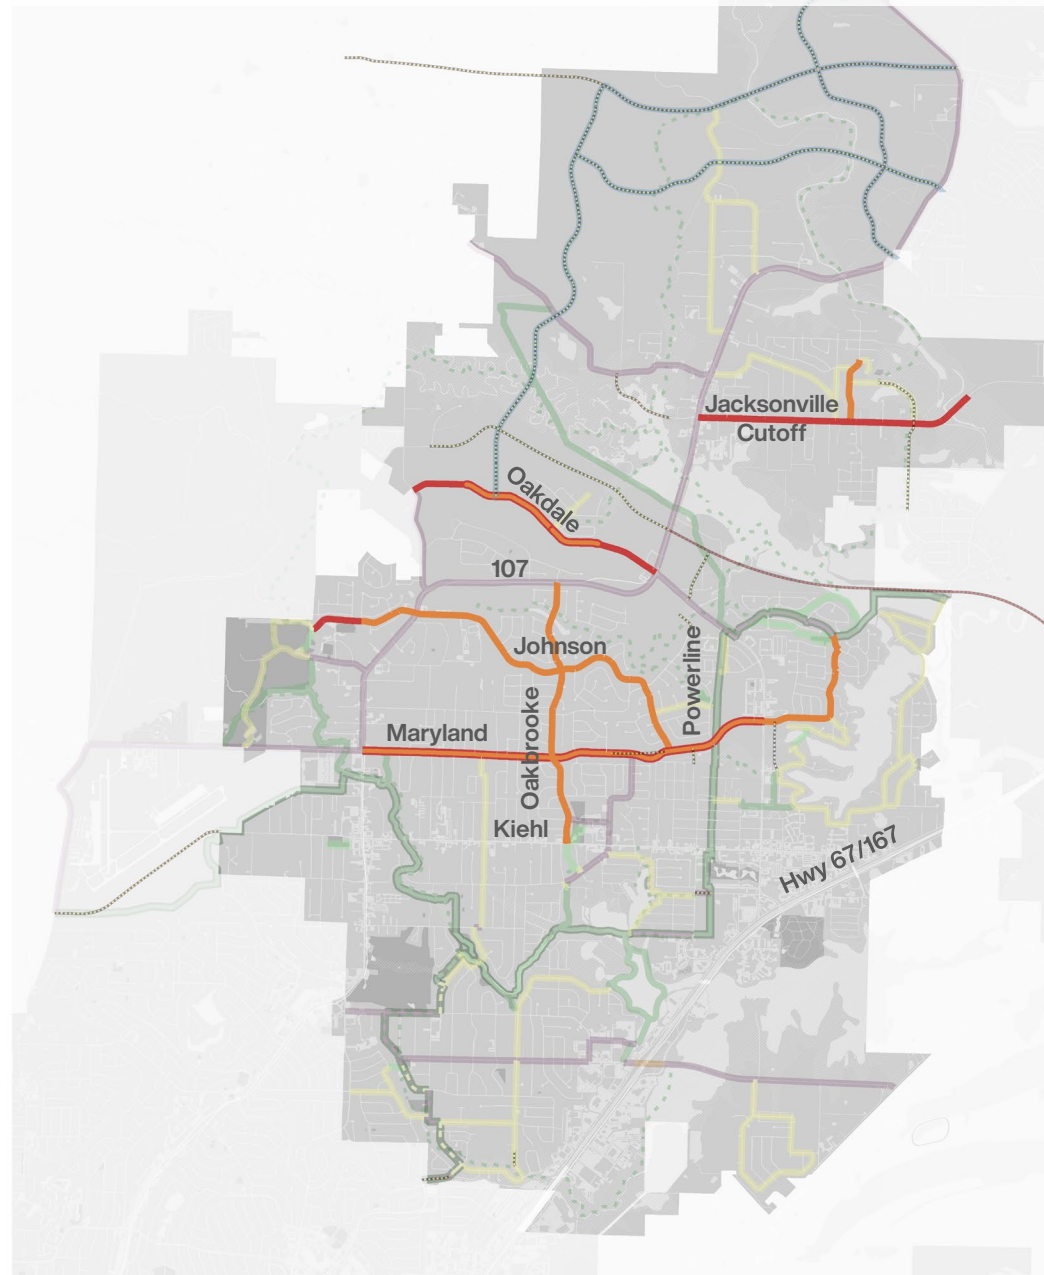 Jacksonville
Cutoff
Oakdale
107
Johnson
Powerline
Oakbrooke
Maryland
Kiehl
Hwy 67/167